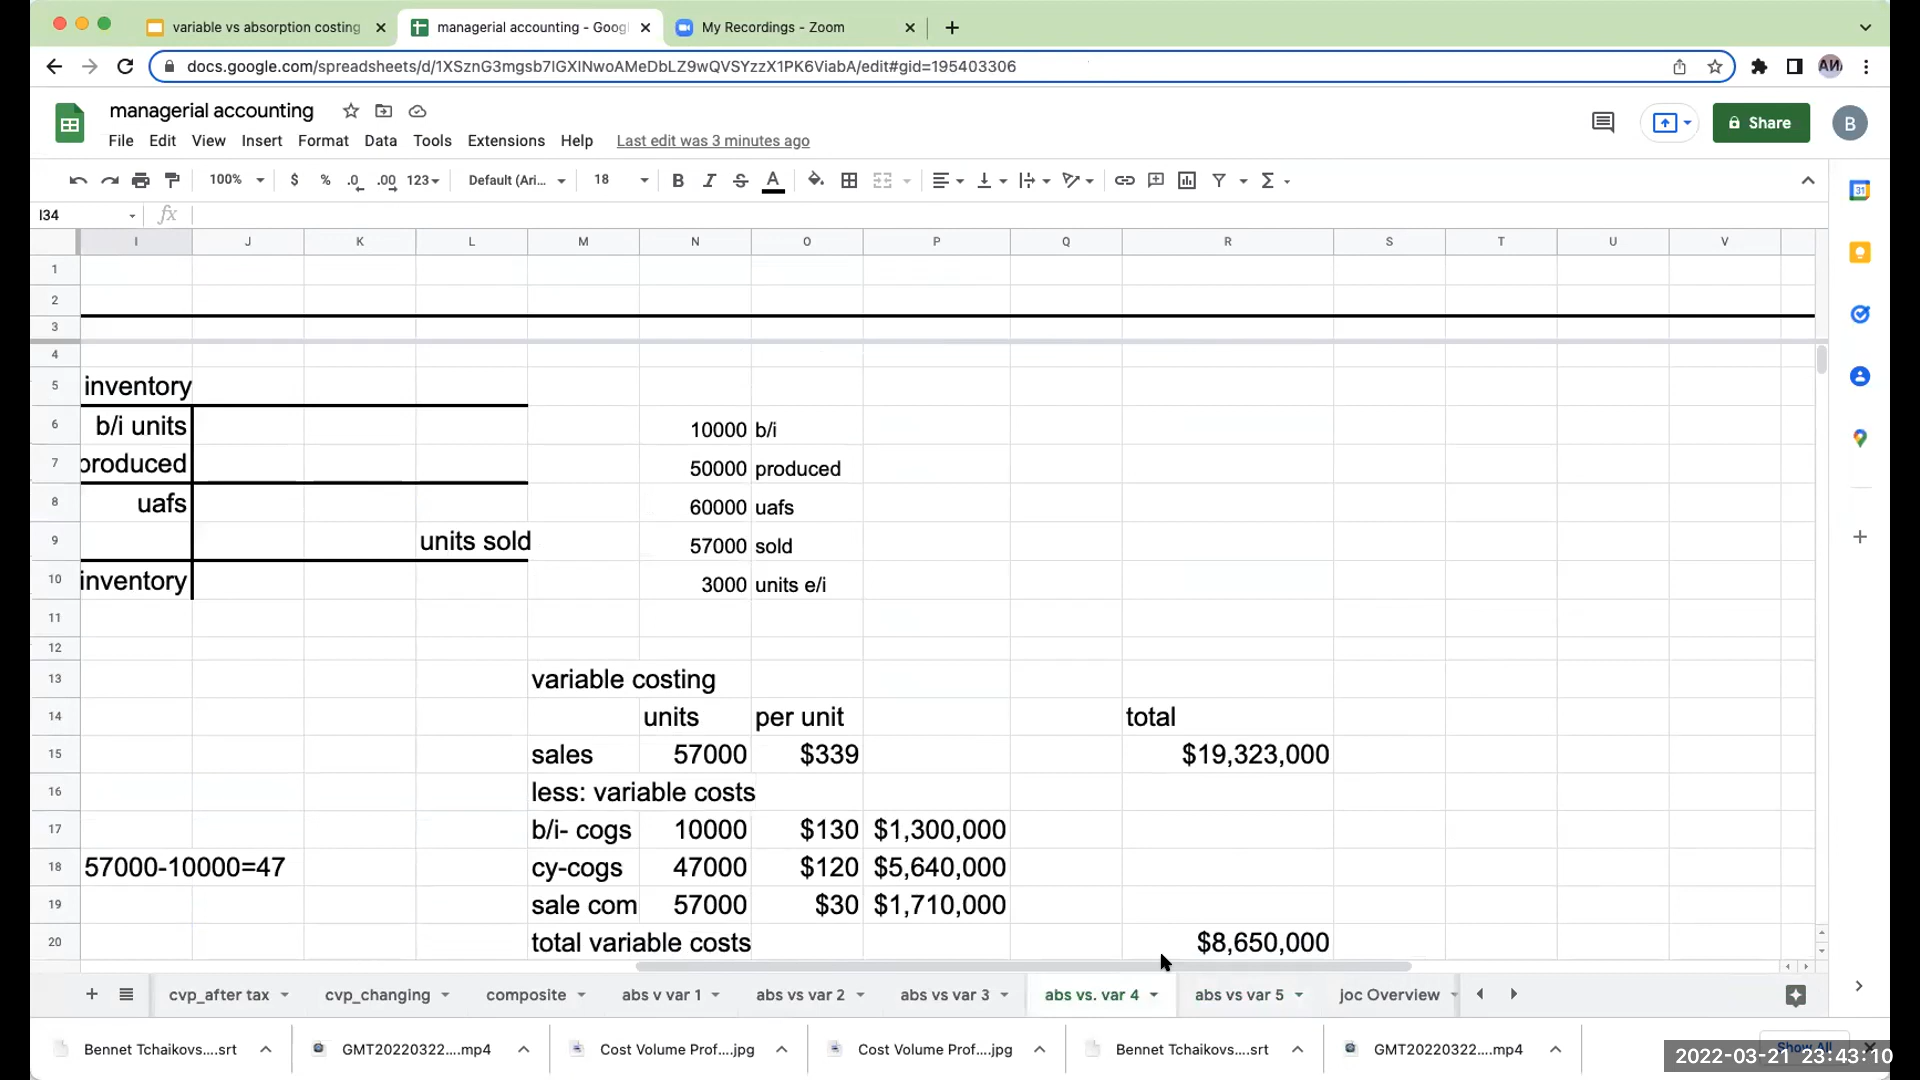 variable vs absorption costing
managerial accounting - Goog
My Recordings - Zoom
docs.google.com/spreadsheets/d/1XSznG3mgsb7lGXlNwoAMeDbLZ9wQVSYzzX1PK6ViabA/edit#gid=195403306
managerial accounting
File Edit View Insert Format Data Tools Extensions Help Last edit was 3 minutes ago
Share
B
100% $ % .0 .00 123 Default (Ari... 18 B I S A
I34 fx
I J K L M N O P Q R S T U V
1
2
3
4
5 inventory
6 b/i units 10000 b/i
7 produced 50000 produced
8 uafs 60000 uafs
9 units sold 57000 sold
10 inventory 3000 units e/i
11
12
13 variable costing
14 units per unit total
15 sales 57000 $339 $19,323,000
16 less: variable costs
17 b/i- cogs 10000 $130 $1,300,000
18 57000-10000=47 cy-cogs 47000 $120 $5,640,000
19 sale com 57000 $30 $1,710,000
20 total variable costs $8,650,000
cvp_after tax cvp_changing composite abs v var 1 abs vs var 2 abs vs var 3 abs vs. var 4 abs vs var 5 joc Overview
Bennet Tchaikovs....srt GMT20220322....mp4 Cost Volume Prof....jpg Cost Volume Prof....jpg Bennet Tchaikovs....srt GMT20220322....mp4 Show All
2022-03-21 23:43:10